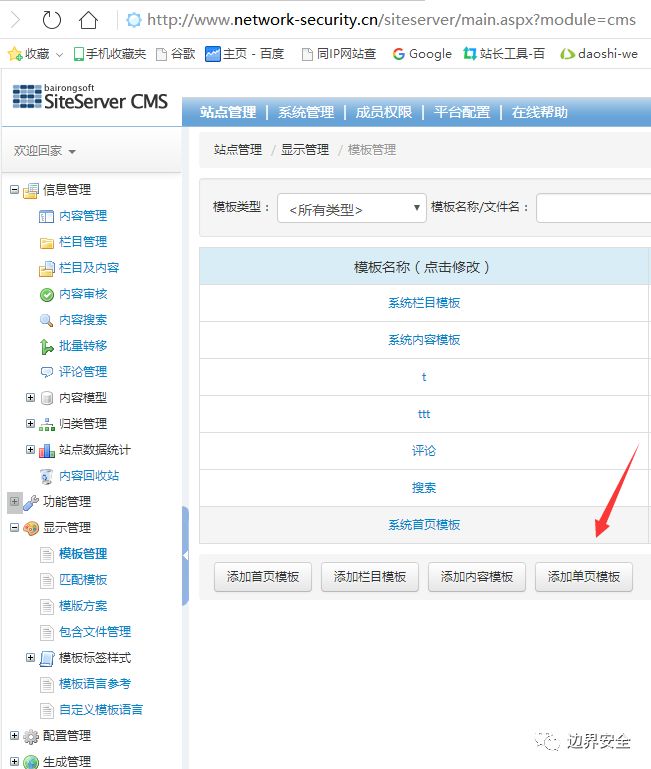 http://www.network-security.cn/siteserver/main.aspx?module=cms
收藏 手机收藏夹 谷歌 主页 - 百度 同IP网站查 Google 站长工具-百 daoshi-we
bairongsoft
SiteServer CMS
站点管理 系统管理 成员权限 平台配置 在线帮助
欢迎回家
站点管理 / 显示管理 / 模板管理
模板类型： <所有类型> 模板名称/文件名：
信息管理
内容管理
栏目管理
栏目及内容
内容审核
内容搜索
批量转移
评论管理
内容模型
归类管理
站点数据统计
内容回收站
功能管理
显示管理
模板管理
匹配模板
模版方案
包含文件管理
模板标签样式
模板语言参考
自定义模板语言
配置管理
生成管理
模板名称（点击修改）
系统栏目模板
系统内容模板
t
ttt
评论
搜索
系统首页模板
添加首页模板 添加栏目模板 添加内容模板 添加单页模板
边界安全